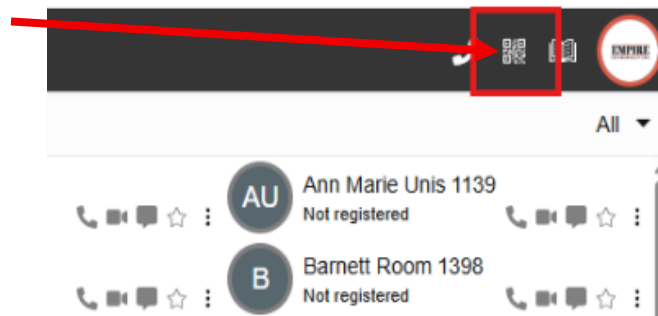 EMPIRE
All
AU
Ann Marie Unis 1139
Not registered
B
Barnett Room 1398
Not registered